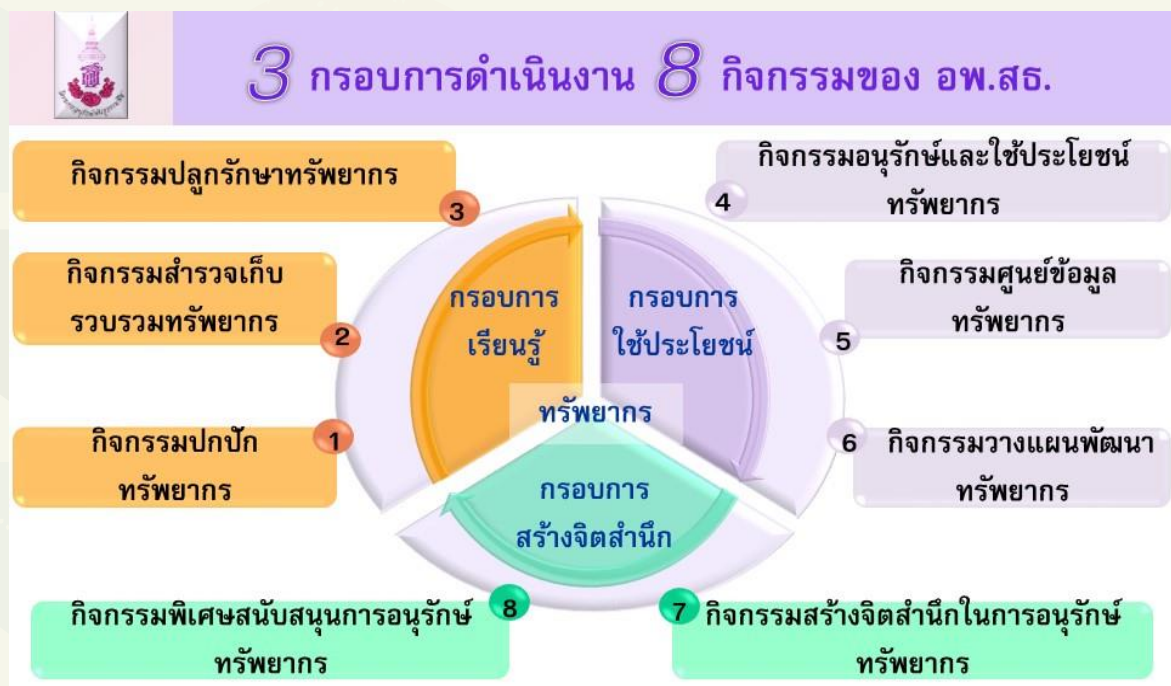 3 กรอบการดำเนินงาน 8 กิจกรรมของ อพ.สธ.
กิจกรรมปลูกรักษาทรัพยากร
3
กิจกรรมสำรวจเก็บ
รวบรวมทรัพยากร
2
กิจกรรมปกปัก
ทรัพยากร
1
กรอบการ
เรียนรู้
กรอบการ
ใช้ประโยชน์
ทรัพยากร
กรอบการ
สร้างจิตสำนึก
4
กิจกรรมอนุรักษ์และใช้ประโยชน์
ทรัพยากร
5
กิจกรรมศูนย์ข้อมูล
ทรัพยากร
6
กิจกรรมวางแผนพัฒนา
ทรัพยากร
7
กิจกรรมสร้างจิตสำนึกในการอนุรักษ์
ทรัพยากร
8
กิจกรรมพิเศษสนับสนุนการอนุรักษ์
ทรัพยากร